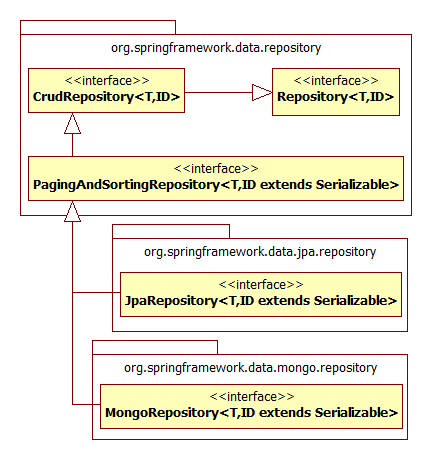 org.springframework.data.repository
<<interface>>
CrudRepository<T,ID>
<<interface>>
Repository<T,ID>
<<interface>>
PagingAndSortingRepository<T,ID extends Serializable>
org.springframework.data.jpa.repository
<<interface>>
JpaRepository<T,ID extends Serializable>
org.springframework.data.mongo.repository
<<interface>>
MongoRepository<T,ID extends Serializable>